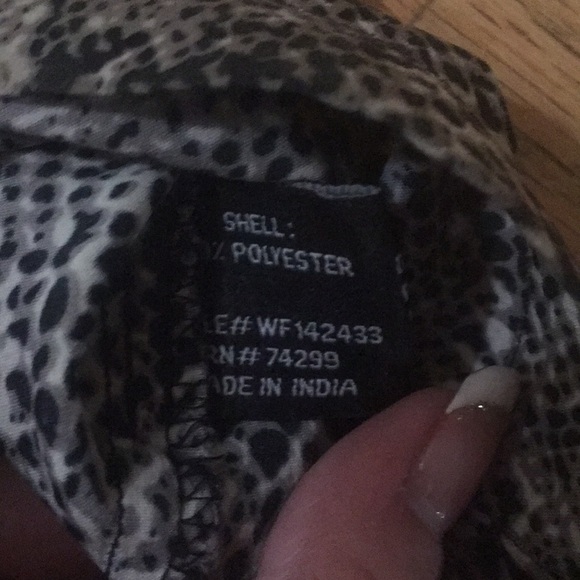 SHELL:
% POLYESTER
LE# WF142433
RN# 74299
ADE IN INDIA